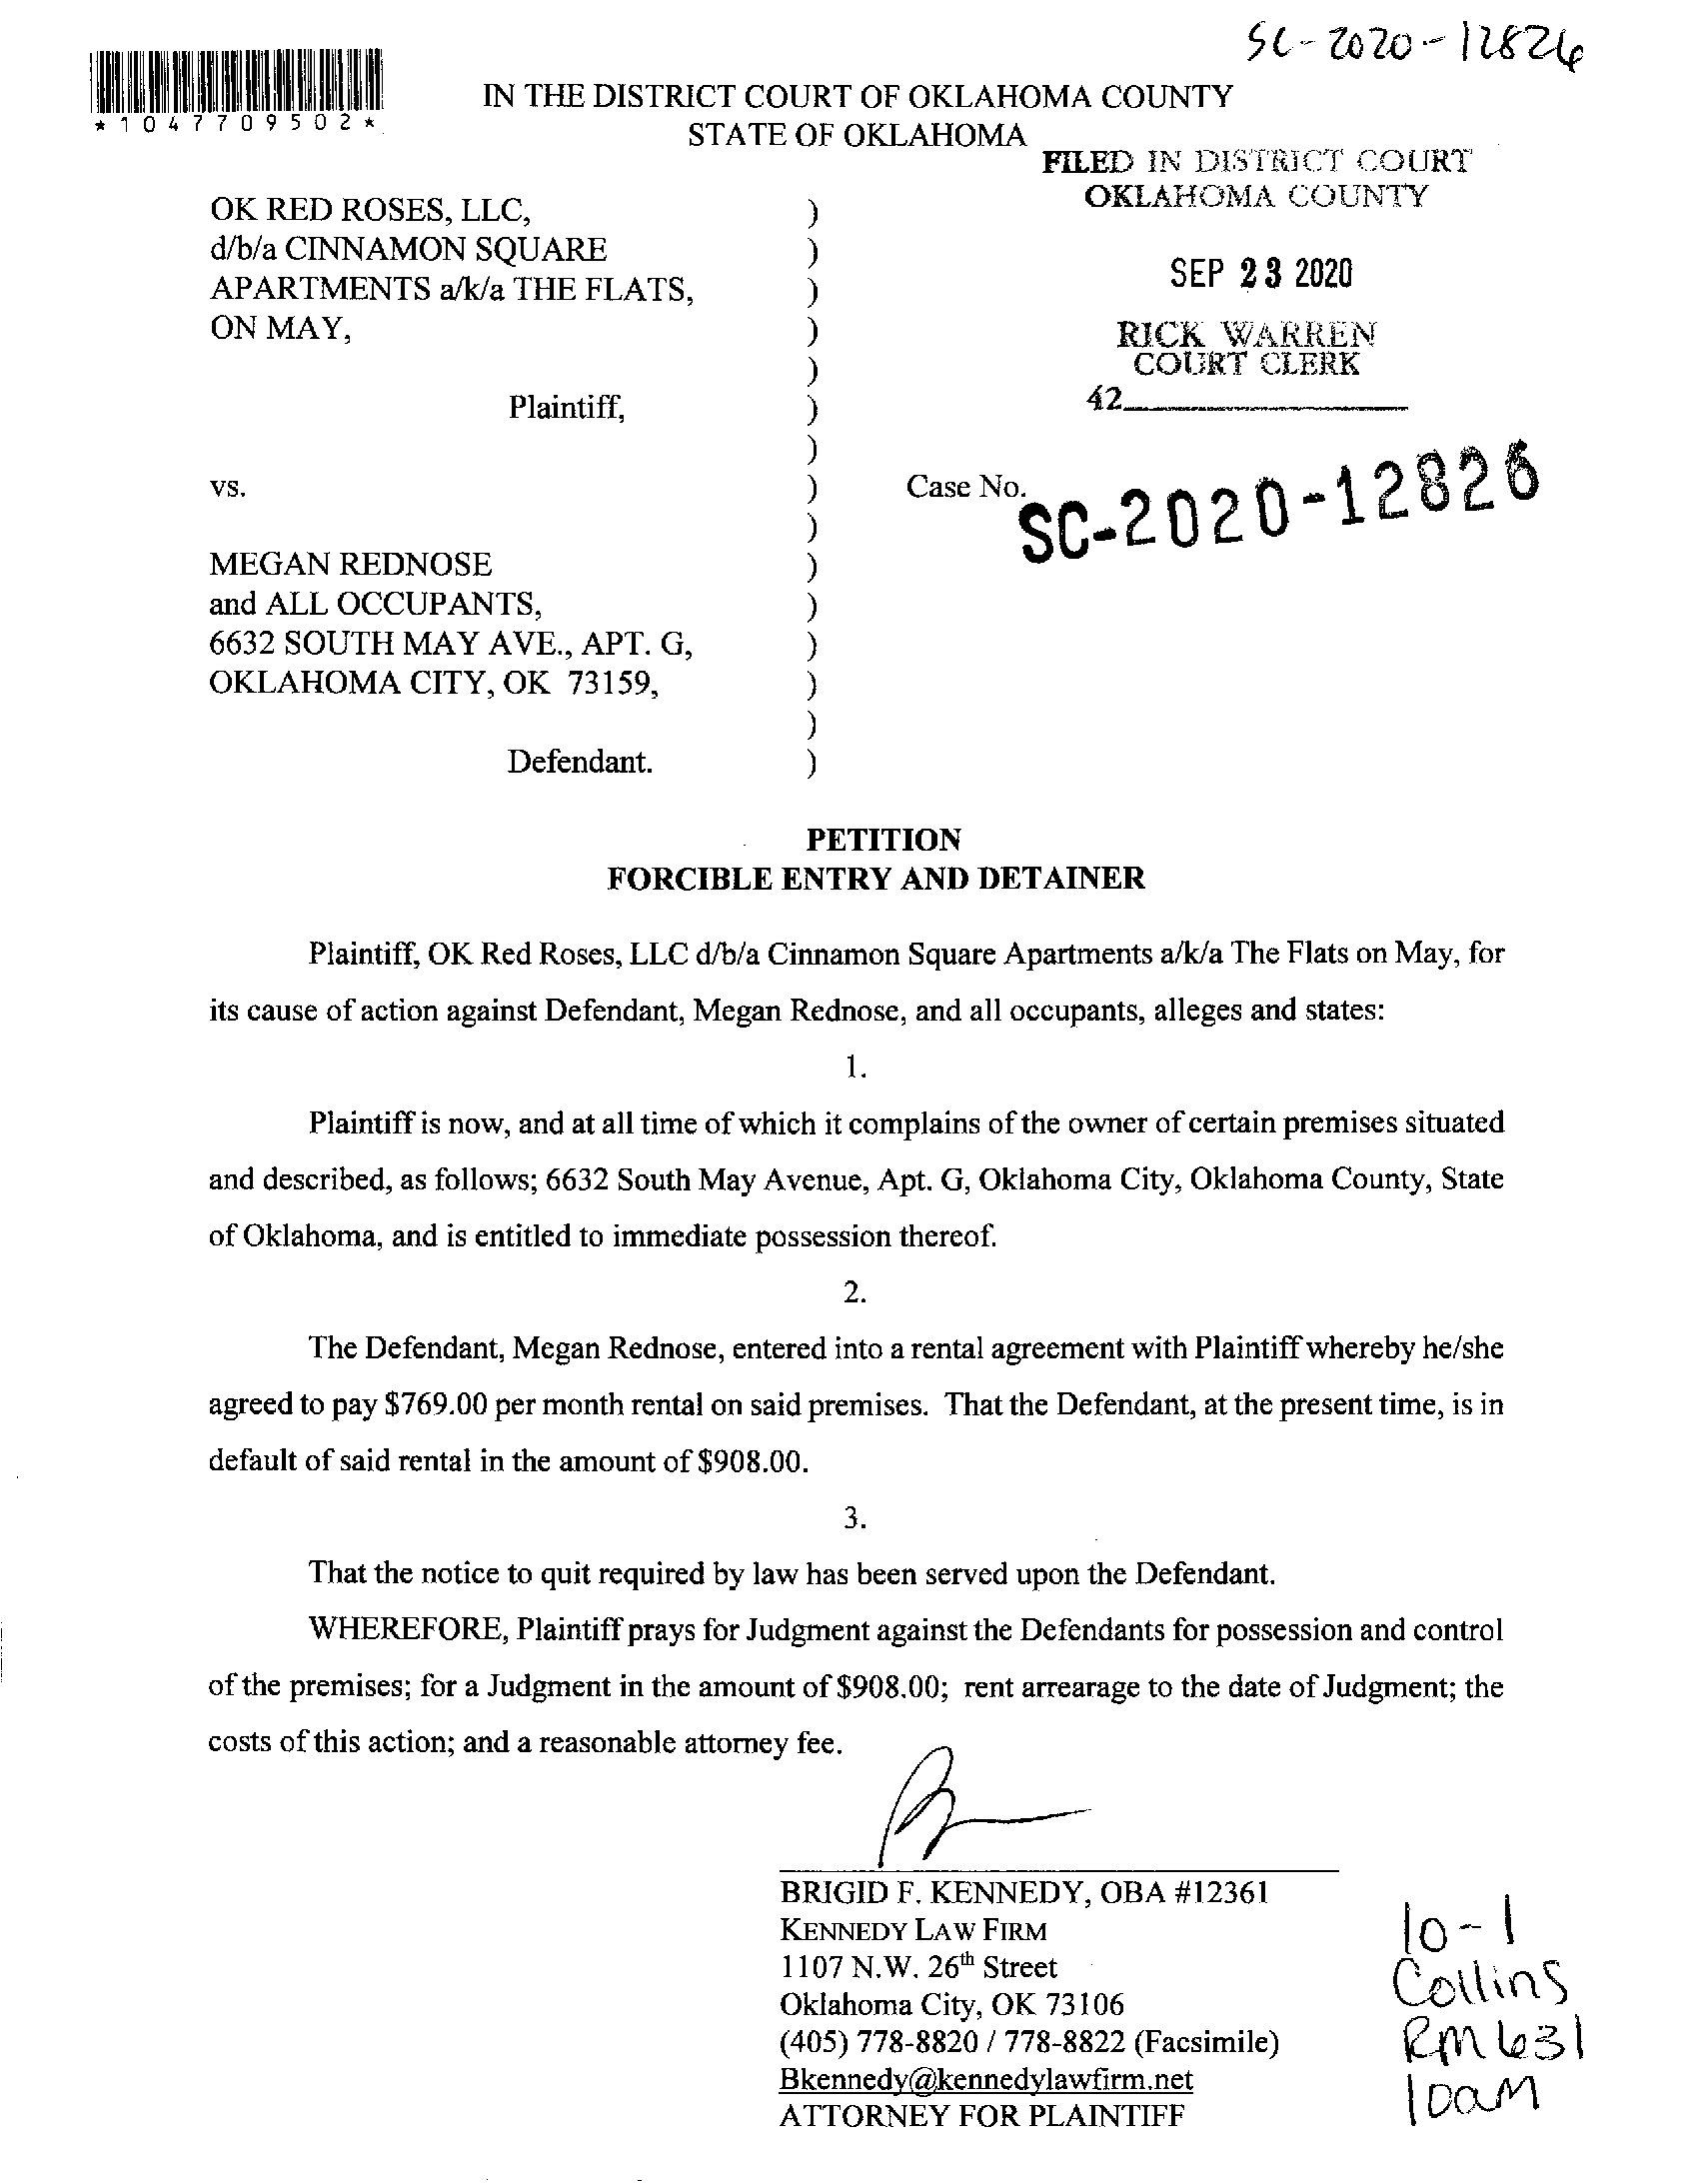 SC-2020-12826
*1047709502*
IN THE DISTRICT COURT OF OKLAHOMA COUNTY
STATE OF OKLAHOMA
FILED IN DISTRICT COURT
OKLAHOMA COUNTY
SEP 23 2020
RICK WARREN
COURT CLERK
42
OK RED ROSES, LLC, )
d/b/a CINNAMON SQUARE )
APARTMENTS a/k/a THE FLATS, )
ON MAY, )
)
Plaintiff, )
)
vs. ) Case No. SC-2020-12826
)
MEGAN REDNOSE )
and ALL OCCUPANTS, )
6632 SOUTH MAY AVE., APT. G, )
OKLAHOMA CITY, OK 73159, )
)
Defendant. )
PETITION
FORCIBLE ENTRY AND DETAINER
Plaintiff, OK Red Roses, LLC d/b/a Cinnamon Square Apartments a/k/a The Flats on May, for
its cause of action against Defendant, Megan Rednose, and all occupants, alleges and states:
1.
Plaintiff is now, and at all time of which it complains of the owner of certain premises situated
and described, as follows; 6632 South May Avenue, Apt. G, Oklahoma City, Oklahoma County, State
of Oklahoma, and is entitled to immediate possession thereof.
2.
The Defendant, Megan Rednose, entered into a rental agreement with Plaintiff whereby he/she
agreed to pay $769.00 per month rental on said premises. That the Defendant, at the present time, is in
default of said rental in the amount of $908.00.
3.
That the notice to quit required by law has been served upon the Defendant.
WHEREFORE, Plaintiff prays for Judgment against the Defendants for possession and control
of the premises; for a Judgment in the amount of $908.00; rent arrearage to the date of Judgment; the
costs of this action; and a reasonable attorney fee.
BRIGID F. KENNEDY, OBA #12361
KENNEDY LAW FIRM
1107 N.W. 26th Street
Oklahoma City, OK 73106
(405) 778-8820 / 778-8822 (Facsimile)
Bkennedy@kennedylawfirm.net
ATTORNEY FOR PLAINTIFF
10-1
Collins
RM 631
10am